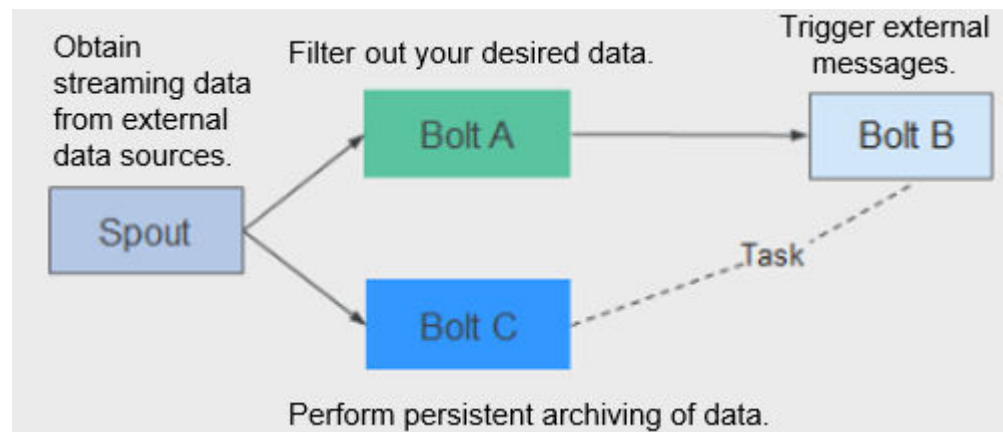 Obtain
streaming data
from external
data sources.
Filter out your desired data.
Trigger external
messages.
Bolt A
Bolt B
Spout
Task
Bolt C
Perform persistent archiving of data.